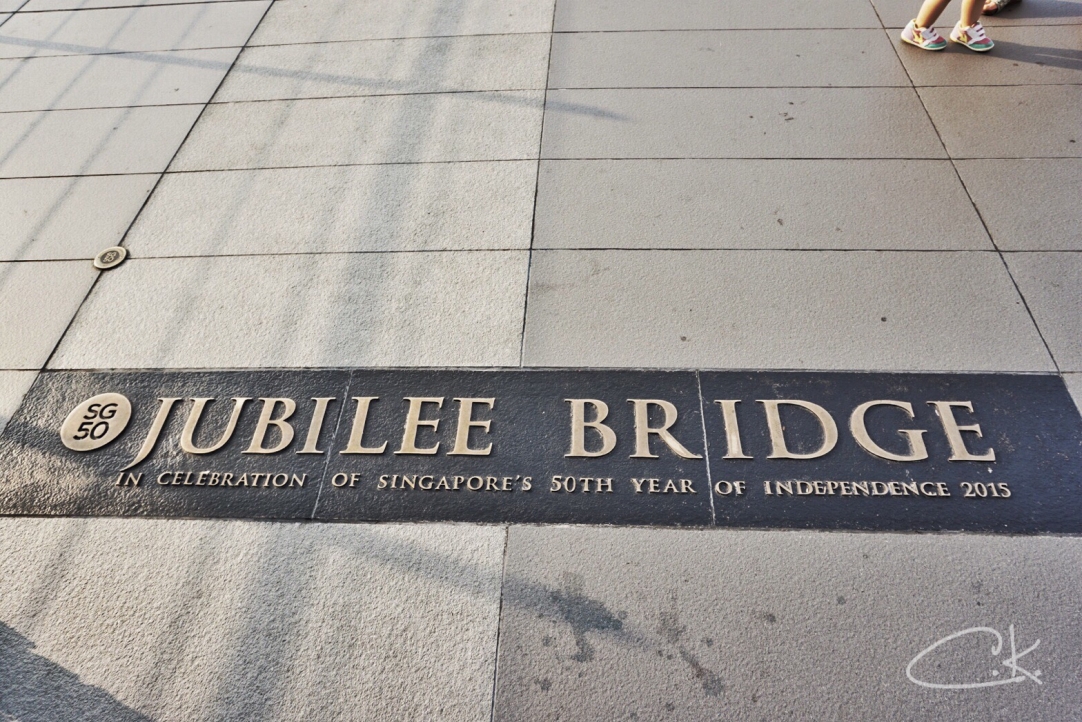 SG
50
JUBILEE BRIDGE
IN CELEBRATION OF SINGAPORE'S 50TH YEAR OF INDEPENDENCE 2015
C.K.